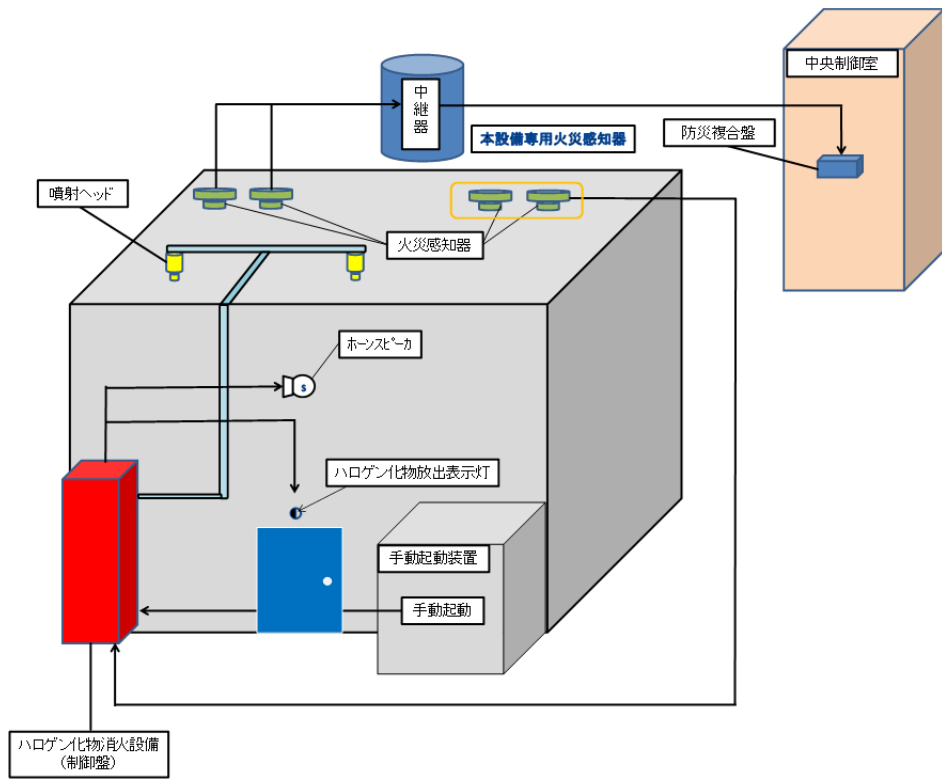 中央制御室
中
継
器
本設備専用火災感知器
防災複合盤
噴射ヘッド
火災感知器
ホーンスピーカ
S
ハロゲン化物放出表示灯
手動起動装置
手動起動
ハロゲン化物消火設備
(制御盤)